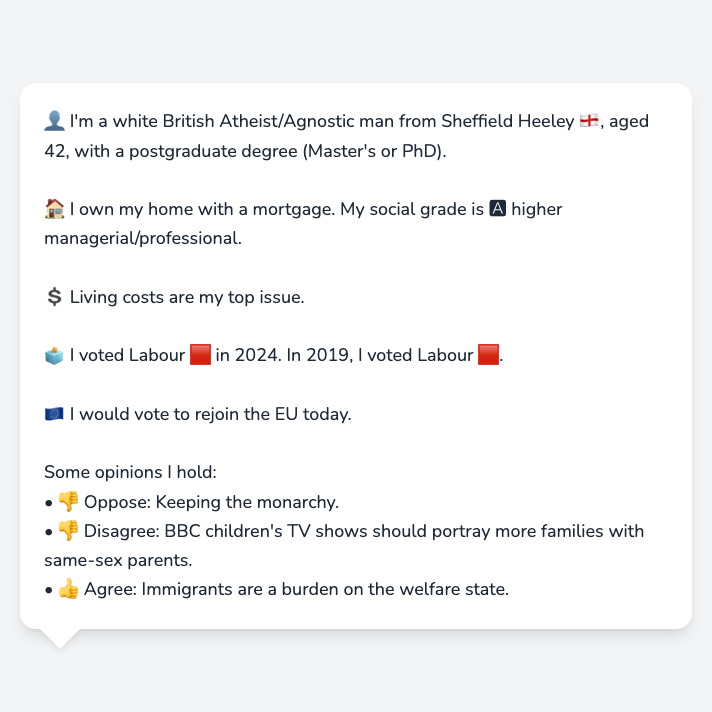 👤 I'm a white British Atheist/Agnostic man from Sheffield Heeley 🏴󠁧󠁢󠁥󠁮󠁧󠁿, aged
42, with a postgraduate degree (Master's or PhD).
🏠 I own my home with a mortgage. My social grade is 🅰 higher
managerial/professional.
💲 Living costs are my top issue.
🗳️ I voted Labour 🟥 in 2024. In 2019, I voted Labour 🟥.
🇪🇺 I would vote to rejoin the EU today.
Some opinions I hold:
• 👎 Oppose: Keeping the monarchy.
• 👎 Disagree: BBC children's TV shows should portray more families with
same-sex parents.
• 👍 Agree: Immigrants are a burden on the welfare state.